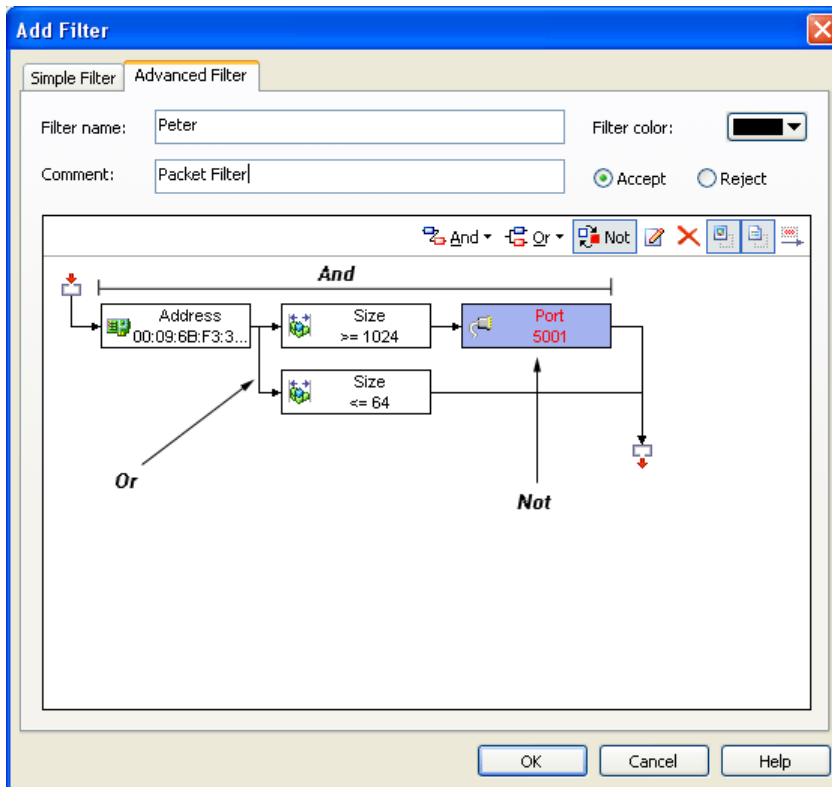 Add Filter
Simple Filter
Advanced Filter
Filter name:
Peter
Filter color:
Comment:
Packet Filter
Accept
Reject
And
Or
Not
And
Address
00:09:6B:F3:3...
Size
>= 1024
Port
5001
Size
<= 64
Or
Not
OK
Cancel
Help